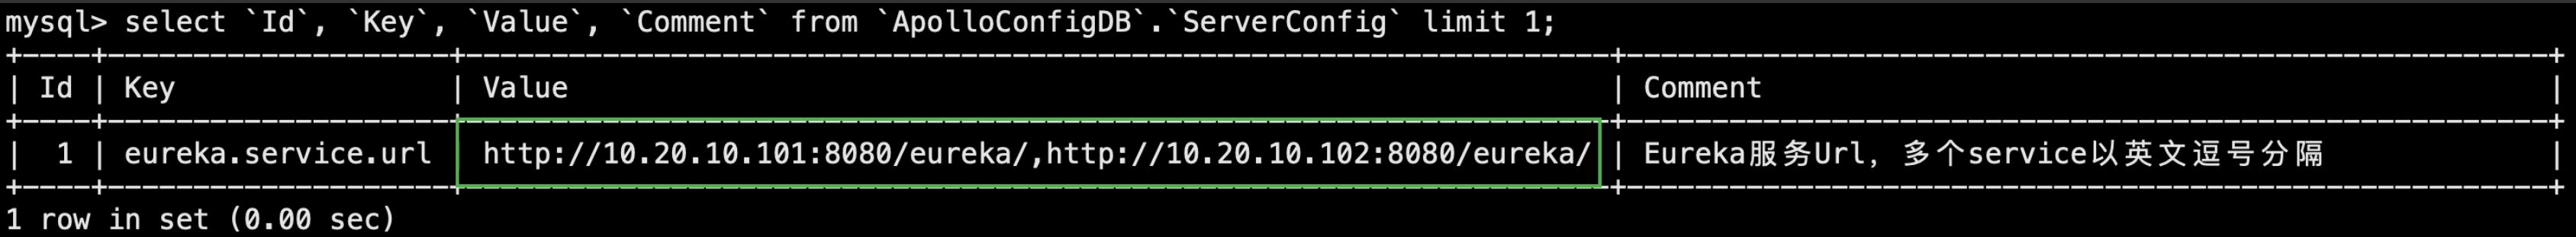 mysql> select `Id`, `Key`, `Value`, `Comment` from `ApolloConfigDB`.`ServerConfig` limit 1;
+----+--------------------+-------------------------------------------------------------------+------------------------------------------------------+
| Id | Key                | Value                                                             | Comment                                              |
+----+--------------------+-------------------------------------------------------------------+------------------------------------------------------+
|  1 | eureka.service.url | http://10.20.10.101:8080/eureka/,http://10.20.10.102:8080/eureka/ | Eureka服务Url，多个service以英文逗号分隔                |
+----+--------------------+-------------------------------------------------------------------+------------------------------------------------------+
1 row in set (0.00 sec)